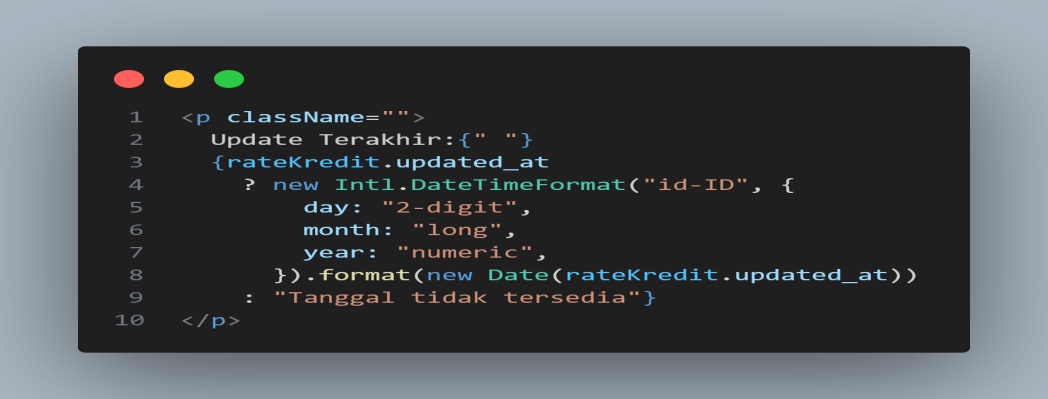 1 <p className="">
2 Update Terakhir:{" "}
3 {rateKredit.updated_at
4 ? new Intl.DateTimeFormat("id-ID", {
5 day: "2-digit",
6 month: "long",
7 year: "numeric",
8 }).format(new Date(rateKredit.updated_at))
9 : "Tanggal tidak tersedia"}
10 </p>